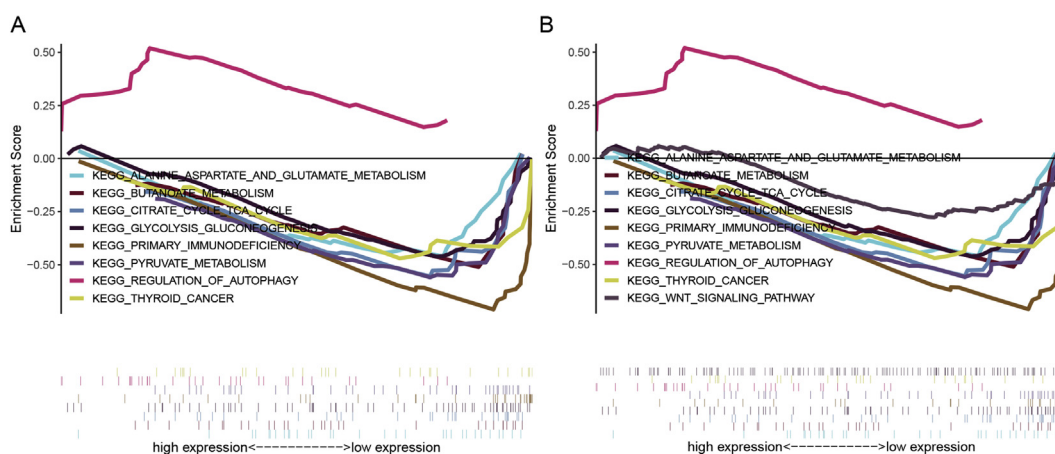 A
0.50
0.25
0.00
−0.25
−0.50
Enrichment Score
KEGG_ALANINE_ASPARTATE_AND_GLUTAMATE_METABOLISM
KEGG_BUTANOATE_METABOLISM
KEGG_CITRATE_CYCLE_TCA_CYCLE
KEGG_GLYCOLYSIS_GLUCONEOGENESIS
KEGG_PRIMARY_IMMUNODEFICIENCY
KEGG_PYRUVATE_METABOLISM
KEGG_REGULATION_OF_AUTOPHAGY
KEGG_THYROID_CANCER
high expression<------------->low expression
B
0.50
0.25
0.00
−0.25
−0.50
Enrichment Score
KEGG_ALANINE_ASPARTATE_AND_GLUTAMATE_METABOLISM
KEGG_BUTANOATE_METABOLISM
KEGG_CITRATE_CYCLE_TCA_CYCLE
KEGG_GLYCOLYSIS_GLUCONEOGENESIS
KEGG_PRIMARY_IMMUNODEFICIENCY
KEGG_PYRUVATE_METABOLISM
KEGG_REGULATION_OF_AUTOPHAGY
KEGG_THYROID_CANCER
KEGG_WNT_SIGNALING_PATHWAY
high expression<------------->low expression